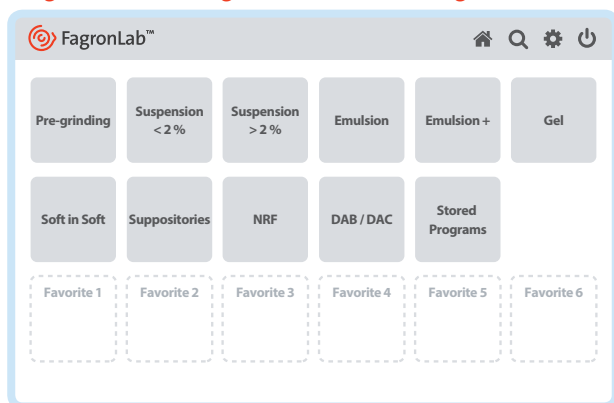 FagronLab™
Pre-grinding
Suspension
< 2 %
Suspension
> 2 %
Emulsion
Emulsion +
Gel
Soft in Soft
Suppositories
NRF
DAB / DAC
Stored
Programs
Favorite 1
Favorite 2
Favorite 3
Favorite 4
Favorite 5
Favorite 6